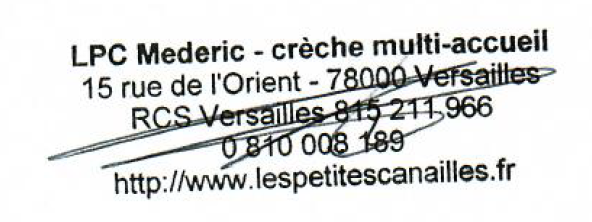 LPC Mederic - crèche multi-accueil
15 rue de l'Orient - 78000 Versailles
RCS Versailles 815 211 966
0 810 008 189
http://www.lespetitescanailles.fr